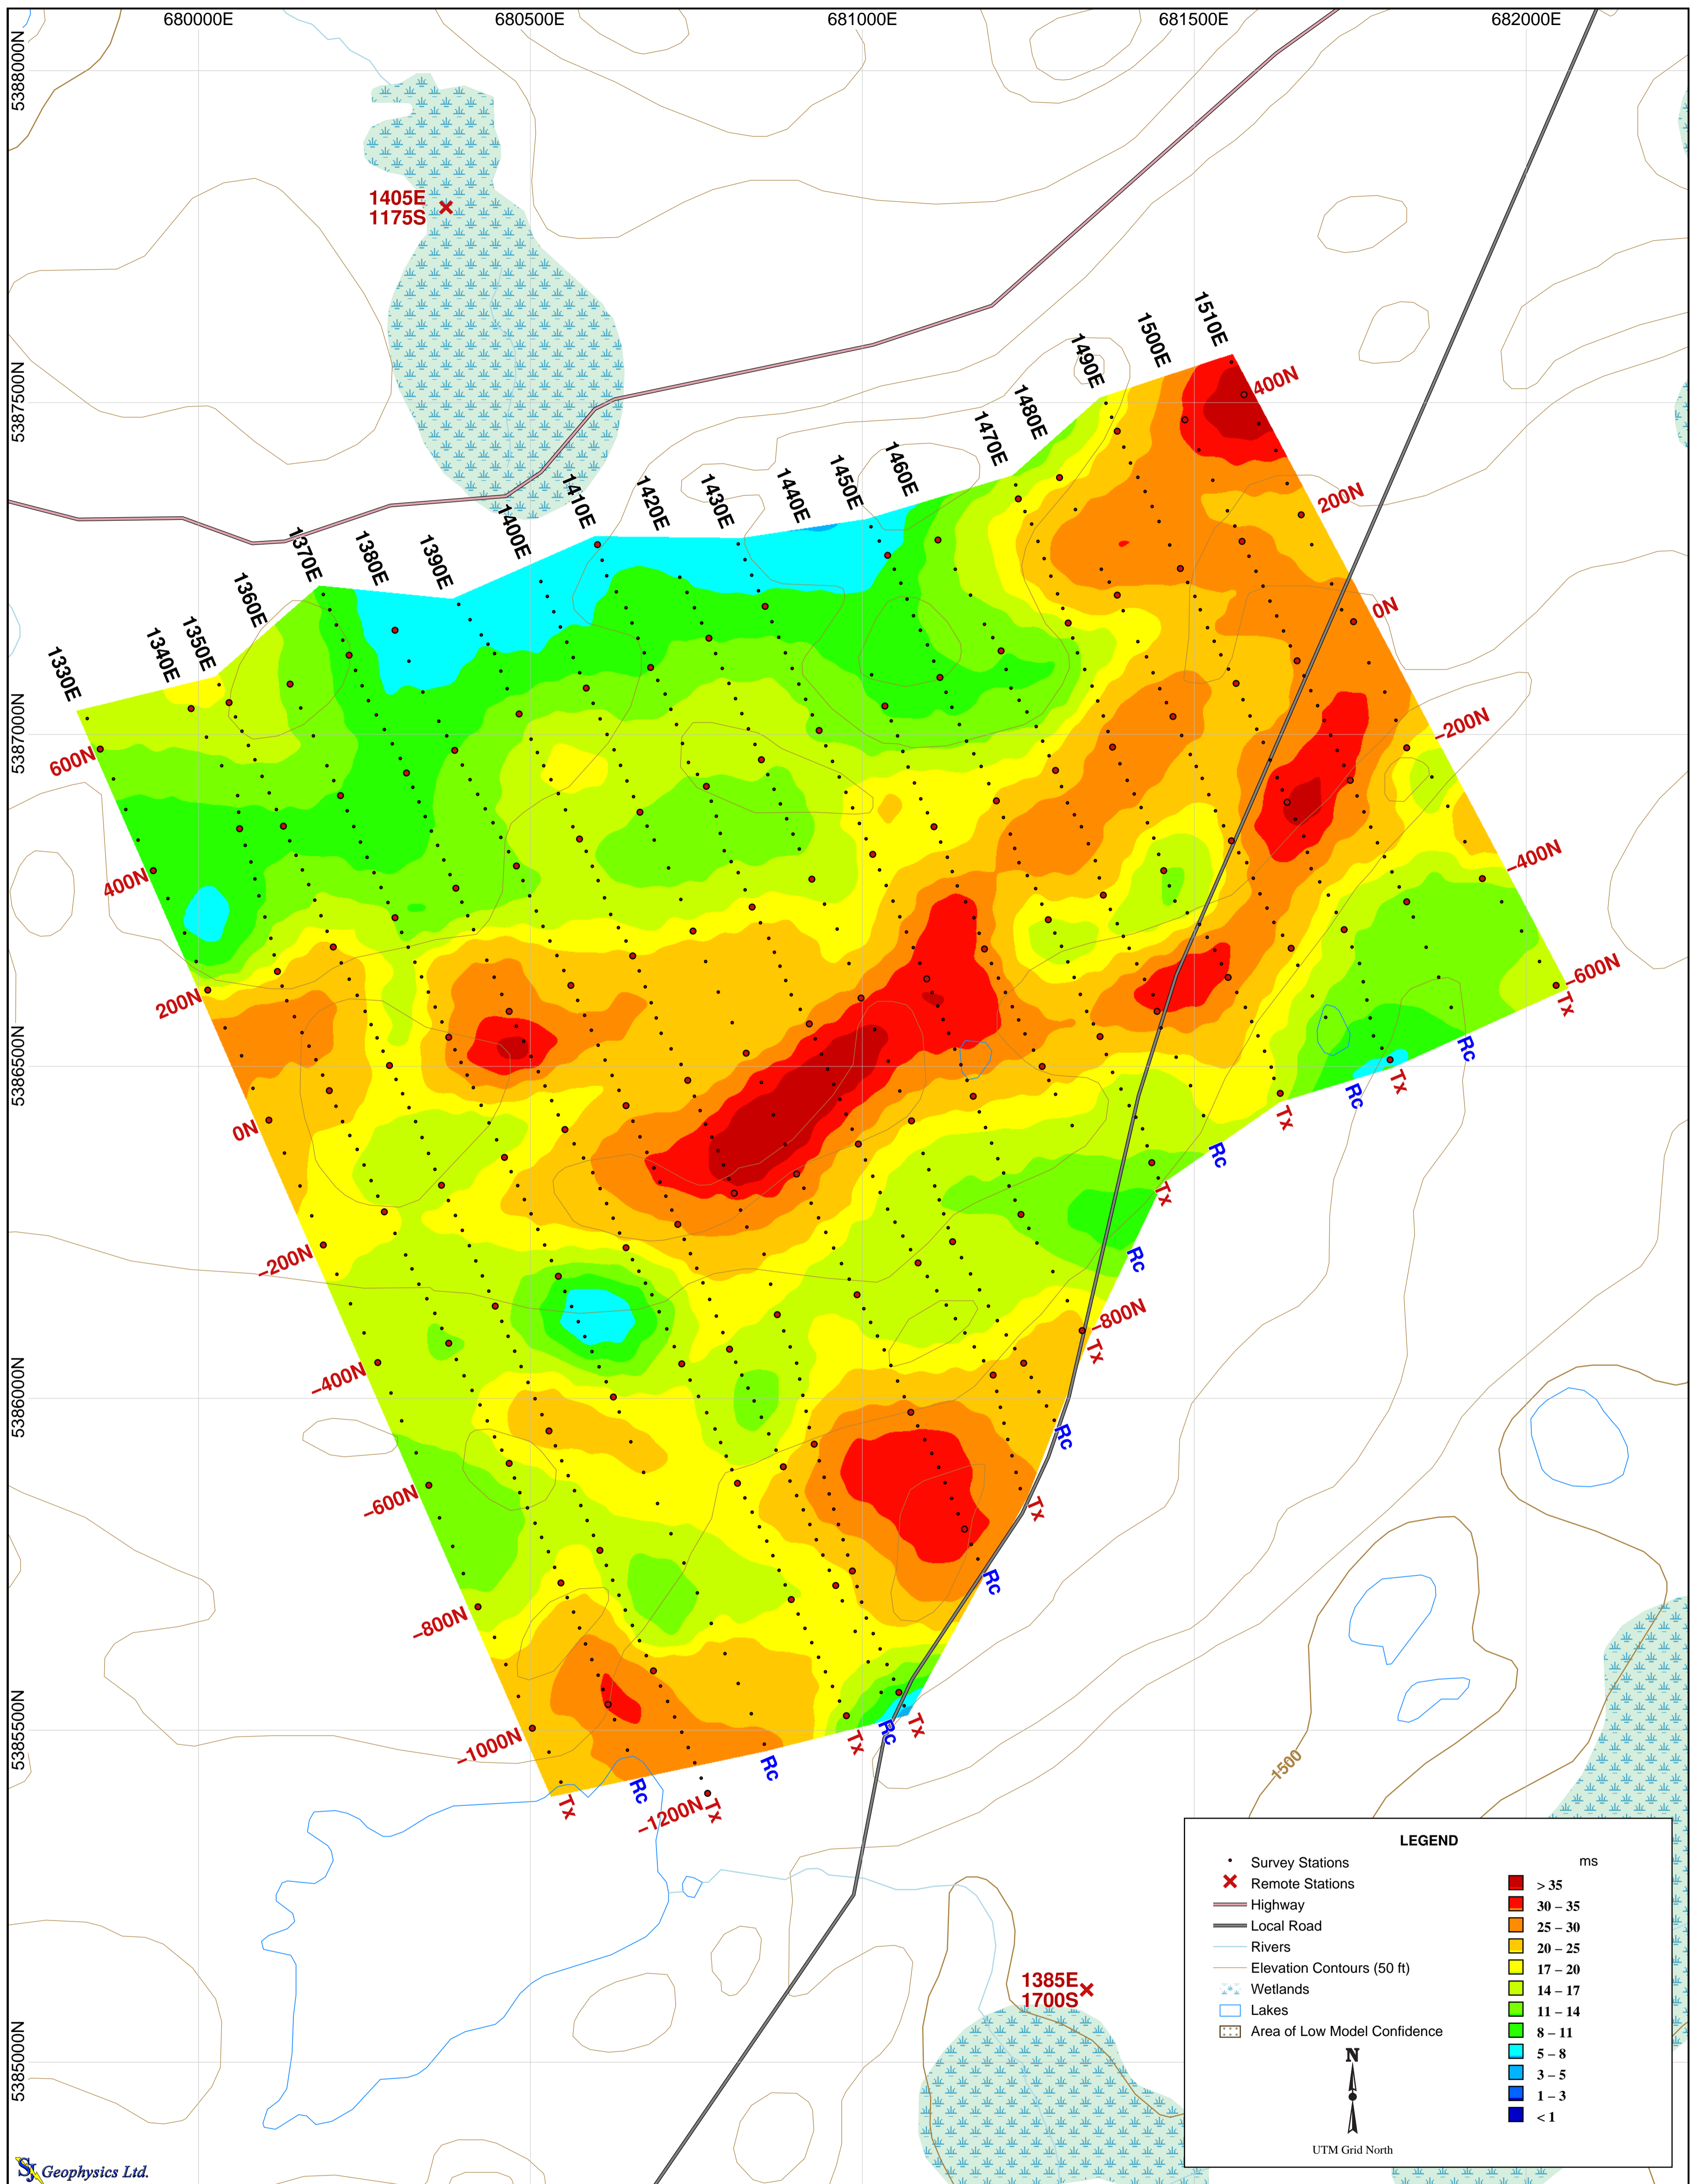 680000E 680500E 681000E 681500E 682000E
5388000N
1405E
1175S
1510E
1500E
1490E
400N
5387500N
1480E
1470E
1460E
1450E
1440E
1430E
1420E
1410E
1400E
200N
1390E
1380E
1370E
1360E
0N
1350E
1340E
1330E
5387000N
600N
–200N
400N
–400N
200N
–600N
Tx
5386500N
Rc
Tx
Rc
Tx
0N
Rc
Tx
–200N
Rc
–800N
Tx
–400N
5386000N
Rc
–600N
Tx
Rc
–800N
5385500N
–1000N
Tx
Rc
Tx
Rc
1500
Rc
Tx
–1200N
Tx
LEGEND
Survey Stations
Remote Stations
Highway
Local Road
Rivers
Elevation Contours (50 ft)
Wetlands
Lakes
Area of Low Model Confidence
ms
> 35
30 – 35
25 – 30
20 – 25
17 – 20
14 – 17
11 – 14
8 – 11
5 – 8
3 – 5
1 – 3
< 1
N
UTM Grid North
1385E
1700S
5385000N
SJ Geophysics Ltd.